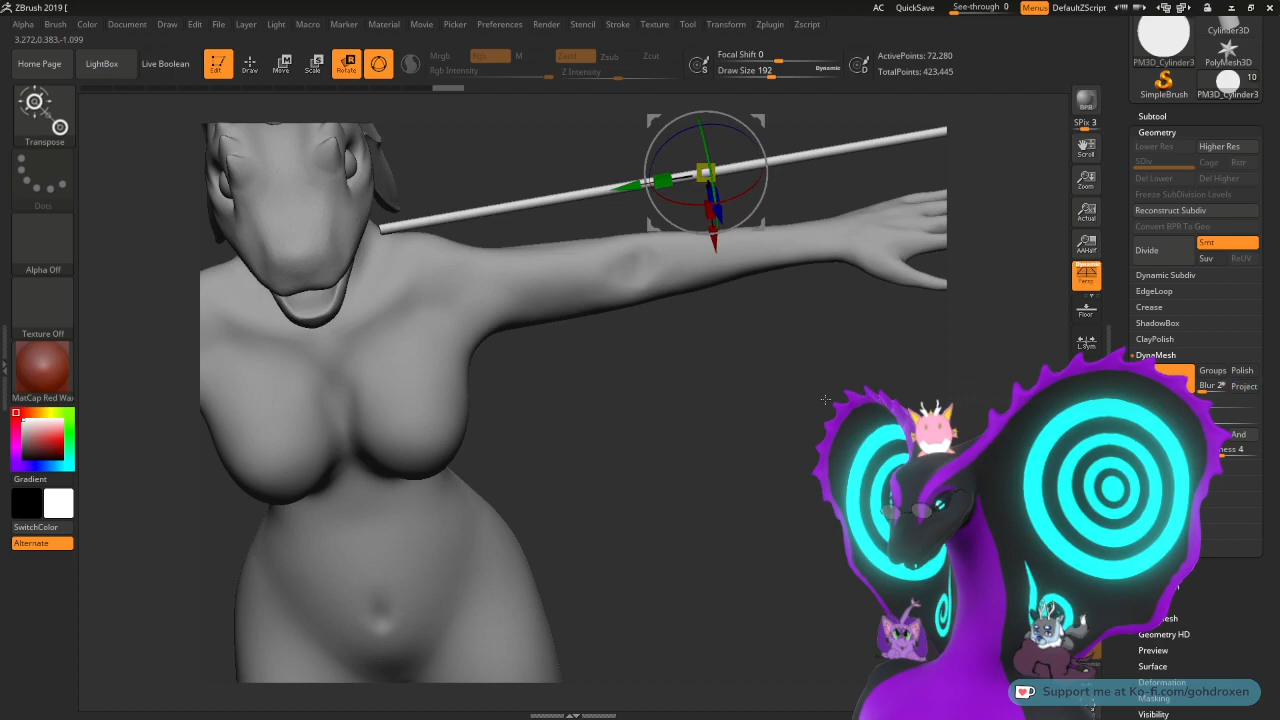 ZBrush 2019 [
AC QuickSave See-through 0 Menus DefaultZScript
Alpha Brush Color Document Draw Edit File Layer Light Macro Marker Material Movie Picker Preferences Render Stencil Stroke Texture Tool Transform Zplugin Zscript
3.272,0.383,-1.099
Home Page LightBox Live Boolean Edit Draw Move Scale Rotate
Mrgb Rgb M Zadd Zsub Zcut
Rgb Intensity Z Intensity
Focal Shift 0
Draw Size 192 Dynamic
S
D
ActivePoints: 72,280
TotalPoints: 423,445
Cylinder3D
PM3D_Cylinder3 PolyMesh3D
10
SimpleBrush PM3D_Cylinder3
Transpose
Dots
Alpha Off
Texture Off
MatCap Red Wax
Gradient
SwitchColor
Alternate
BPR
SPix 3
Scroll
Zoom
Actual
AAHalf
Dynamic
Persp
Floor
L.Sym
Subtool
Geometry
Lower Res Higher Res
SDiv Cage Rstr
Del Lower Del Higher
Freeze SubDivision Levels
Reconstruct Subdiv
Convert BPR To Geo
Divide Smt
Suv ReUV
Dynamic Subdiv
EdgeLoop
Crease
ShadowBox
ClayPolish
DynaMesh
Groups Polish
Blur 2 Project
And
ness 4
Geometry HD
Preview
Surface
Deformation
Masking
Visibility
Support me at Ko-fi.com/gohdroxen